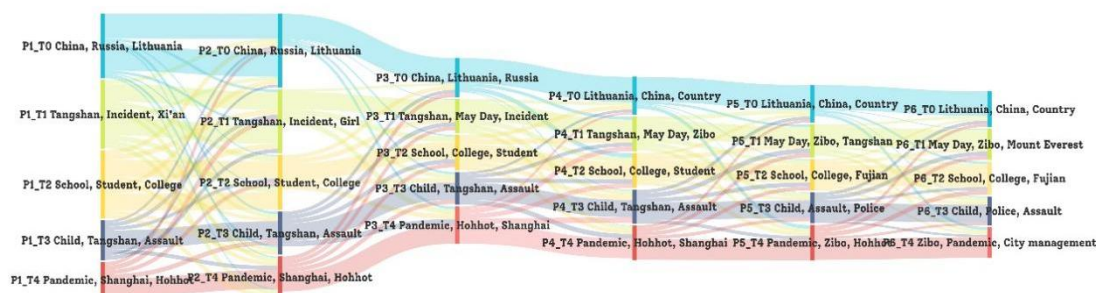 P1_T0 China, Russia, Lithuania
P1_T1 Tangshan, Incident, Xi'an
P1_T2 School, Student, College
P1_T3 Child, Tangshan, Assault
P1_T4 Pandemic, Shanghai, Hohhot
P2_T0 China, Russia, Lithuania
P2_T1 Tangshan, Incident, Girl
P2_T2 School, Student, College
P2_T3 Child, Tangshan, Assault
P2_T4 Pandemic, Shanghai, Hohhot
P3_T0 China, Lithuania, Russia
P3_T1 Tangshan, May Day, Incident
P3_T2 School, College, Student
P3_T3 Child, Tangshan, Assault
P3_T4 Pandemic, Hohhot, Shanghai
P4_T0 Lithuania, China, Country
P4_T1 Tangshan, May Day, Zibo
P4_T2 School, College, Student
P4_T3 Child, Tangshan, Assault
P4_T4 Pandemic, Hohhot, Shanghai
P5_T0 Lithuania, China, Country
P5_T1 May Day, Zibo, Tangshan
P5_T2 School, College, Fujian
P5_T3 Child, Assault, Police
P5_T4 Pandemic, Zibo, Hohhot
P6_T0 Lithuania, China, Country
P6_T1 May Day, Zibo, Mount Everest
P6_T2 School, College, Fujian
P6_T3 Child, Police, Assault
P6_T4 Zibo, Pandemic, City management